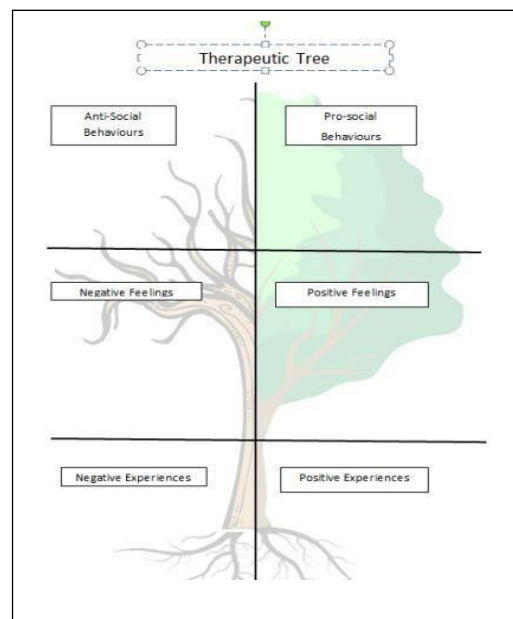 Therapeutic Tree
Anti-Social
Behaviours
Pro-social
Behaviours
Negative Feelings
Positive Feelings
Negative Experiences
Positive Experiences